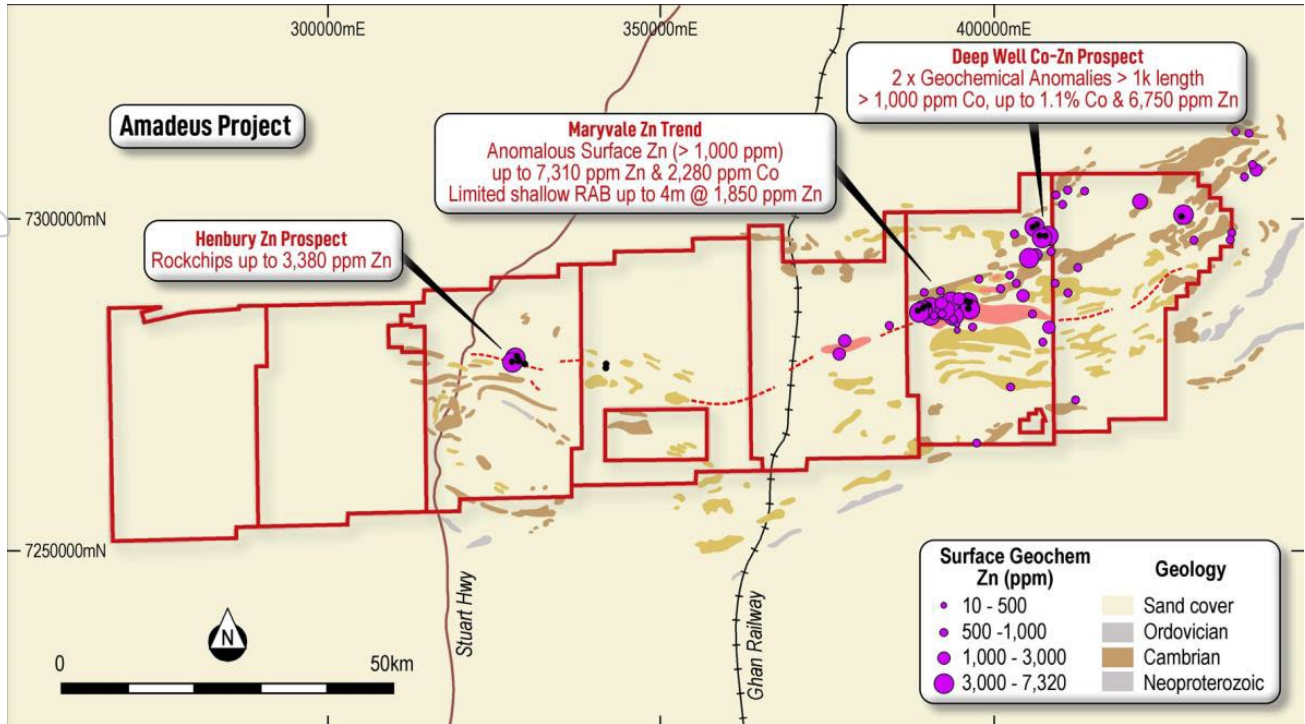 300000mE
350000mE
400000mE
Amadeus Project
Deep Well Co-Zn Prospect
2 x Geochemical Anomalies > 1k length
> 1,000 ppm Co, up to 1.1% Co & 6,750 ppm Zn
Maryvale Zn Trend
Anomalous Surface Zn (> 1,000 ppm)
up to 7,310 ppm Zn & 2,280 ppm Co
Limited shallow RAB up to 4m @ 1,850 ppm Zn
7300000mN
Henbury Zn Prospect
Rockchips up to 3,380 ppm Zn
7250000mN
Stuart Hwy
Ghan Railway
N
0
50km
Surface Geochem
Zn (ppm)
10 - 500
500 -1,000
1,000 - 3,000
3,000 - 7,320
Geology
Sand cover
Ordovician
Cambrian
Neoproterozoic